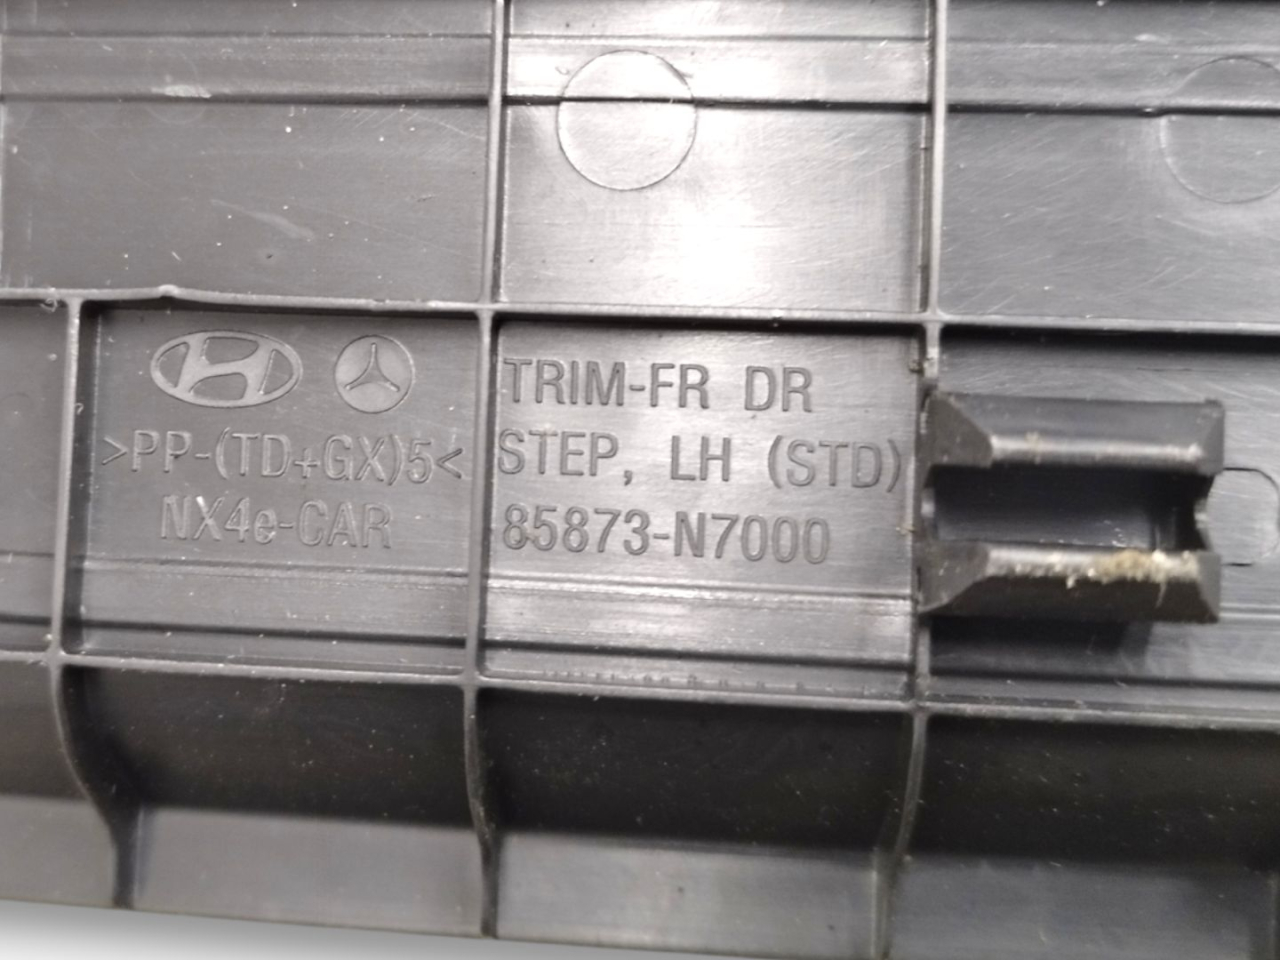 >PP-(TD+GX)5<
NX4e-CAR
TRIM-FR DR
STEP, LH (STD)
85873-N7000